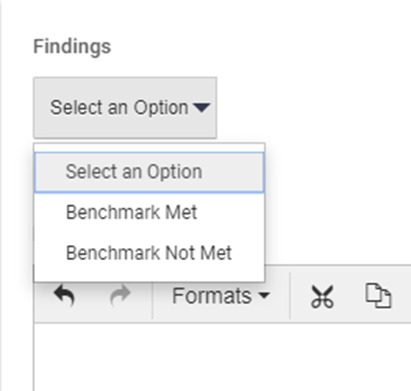 Findings
Select an Option
Select an Option
Benchmark Met
Benchmark Not Met
Formats